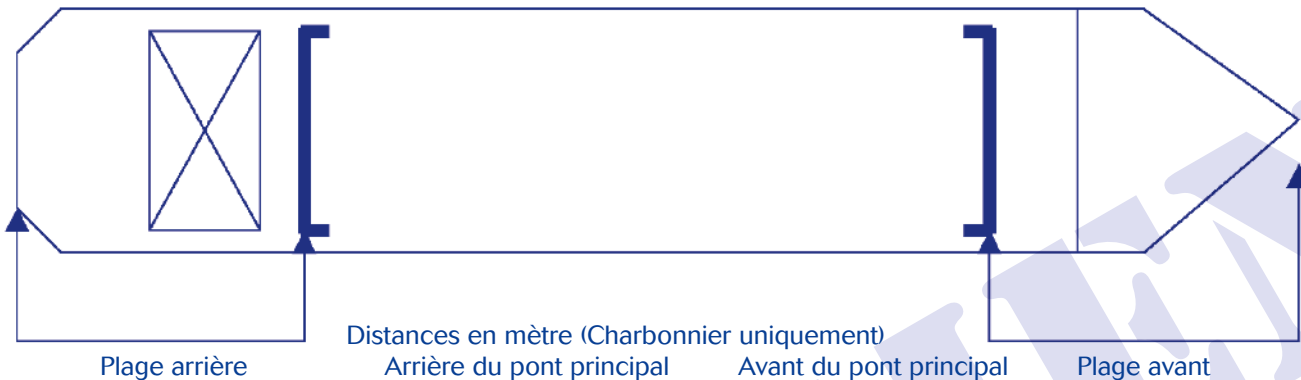 Distances en mètre (Charbonnier uniquement)
Plage arrière Arrière du pont principal Avant du pont principal Plage avant